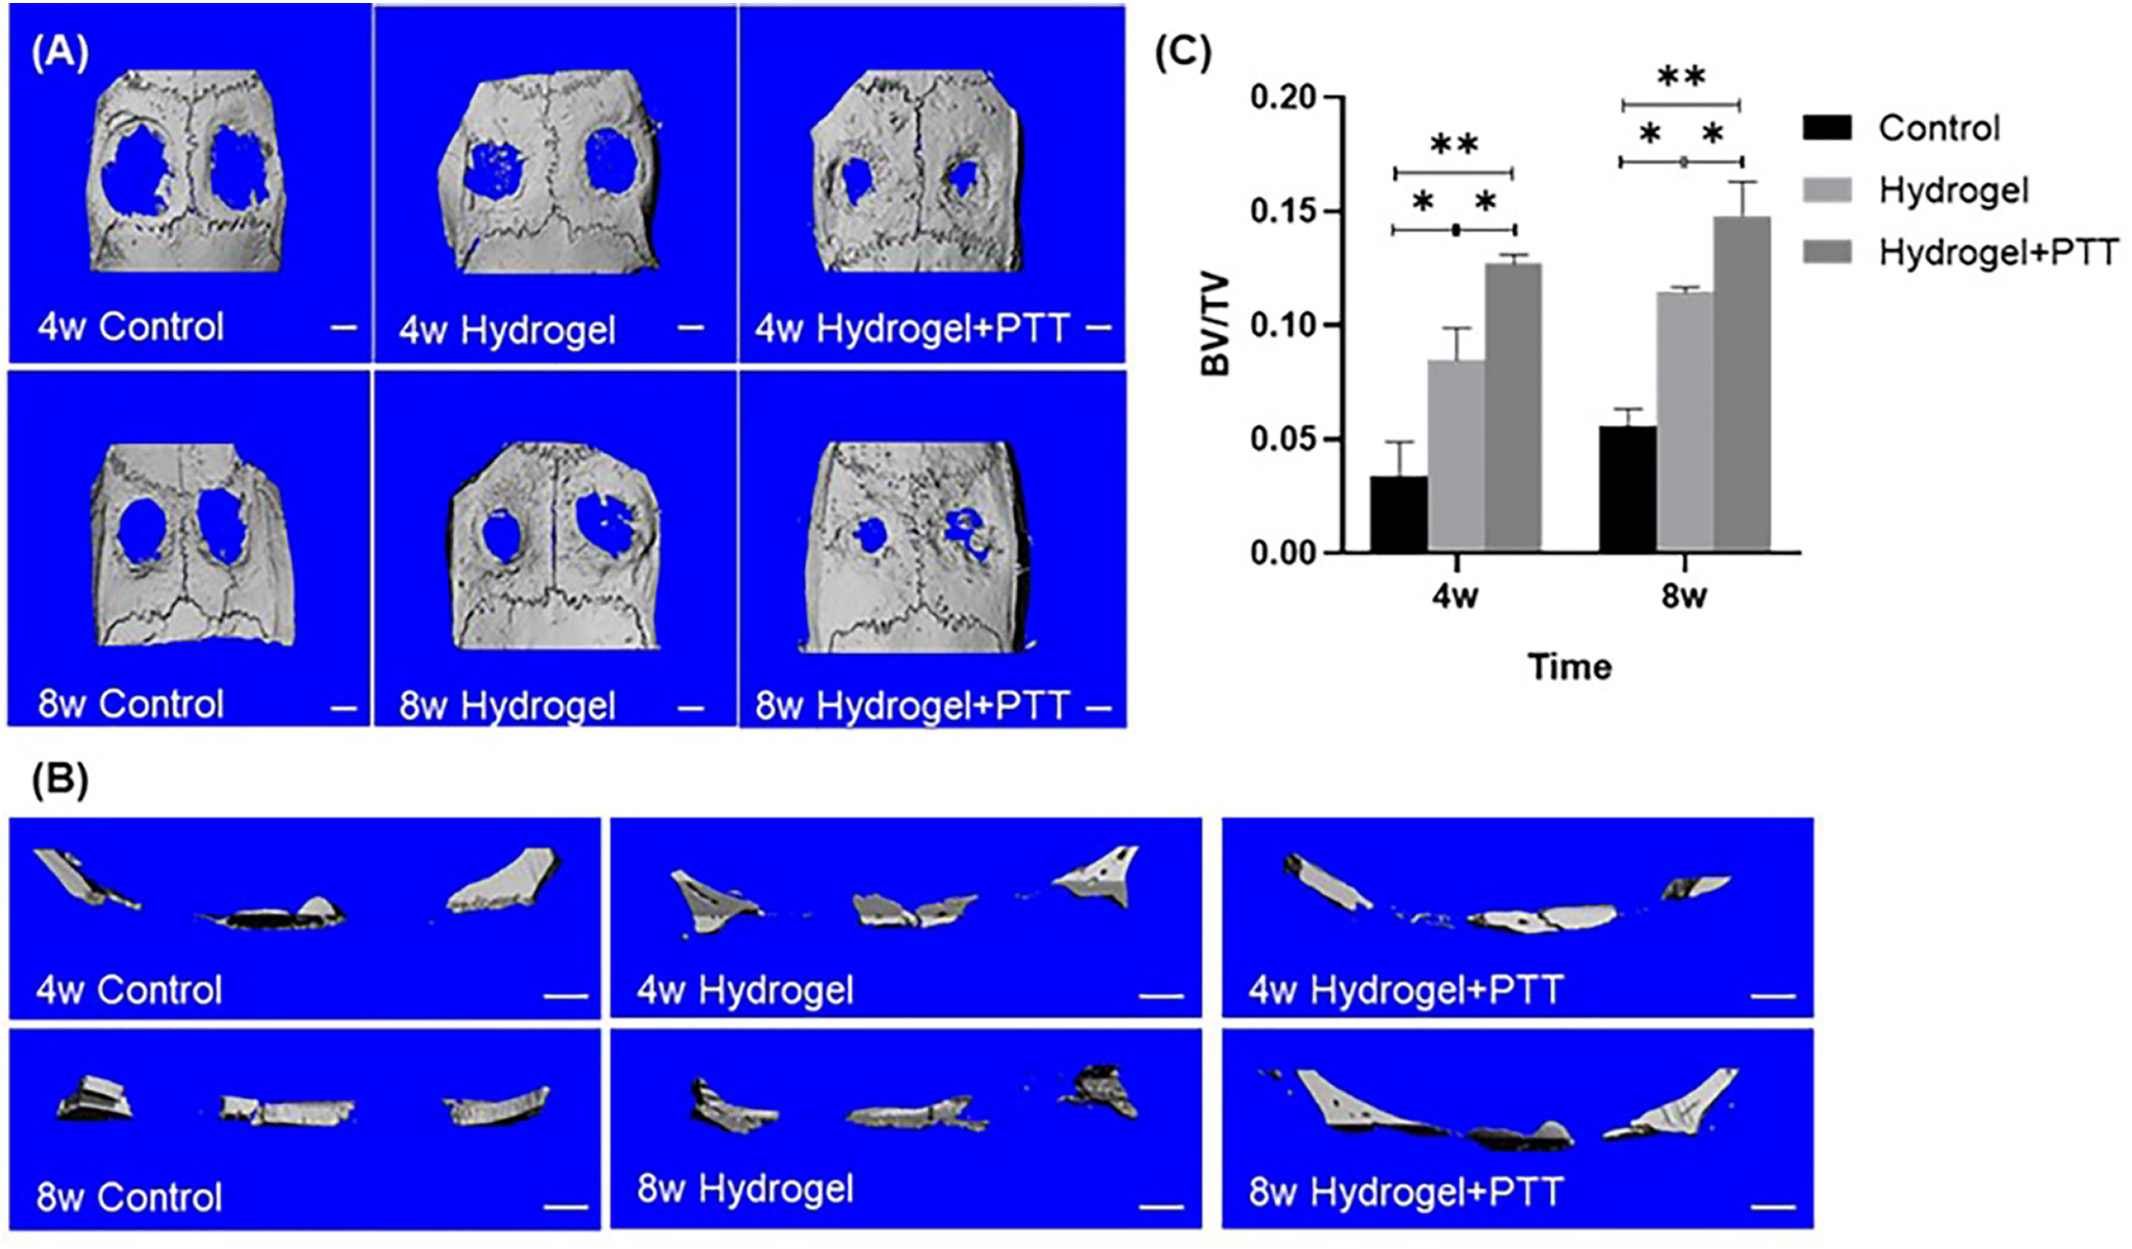 (A)
4w Control
4w Hydrogel
4w Hydrogel+PTT
8w Control
8w Hydrogel
8w Hydrogel+PTT
(B)
4w Control
4w Hydrogel
4w Hydrogel+PTT
8w Control
8w Hydrogel
8w Hydrogel+PTT
(C)
BV/TV
0.20
0.15
0.10
0.05
0.00
**
* *
**
* *
4w
8w
Time
Control
Hydrogel
Hydrogel+PTT